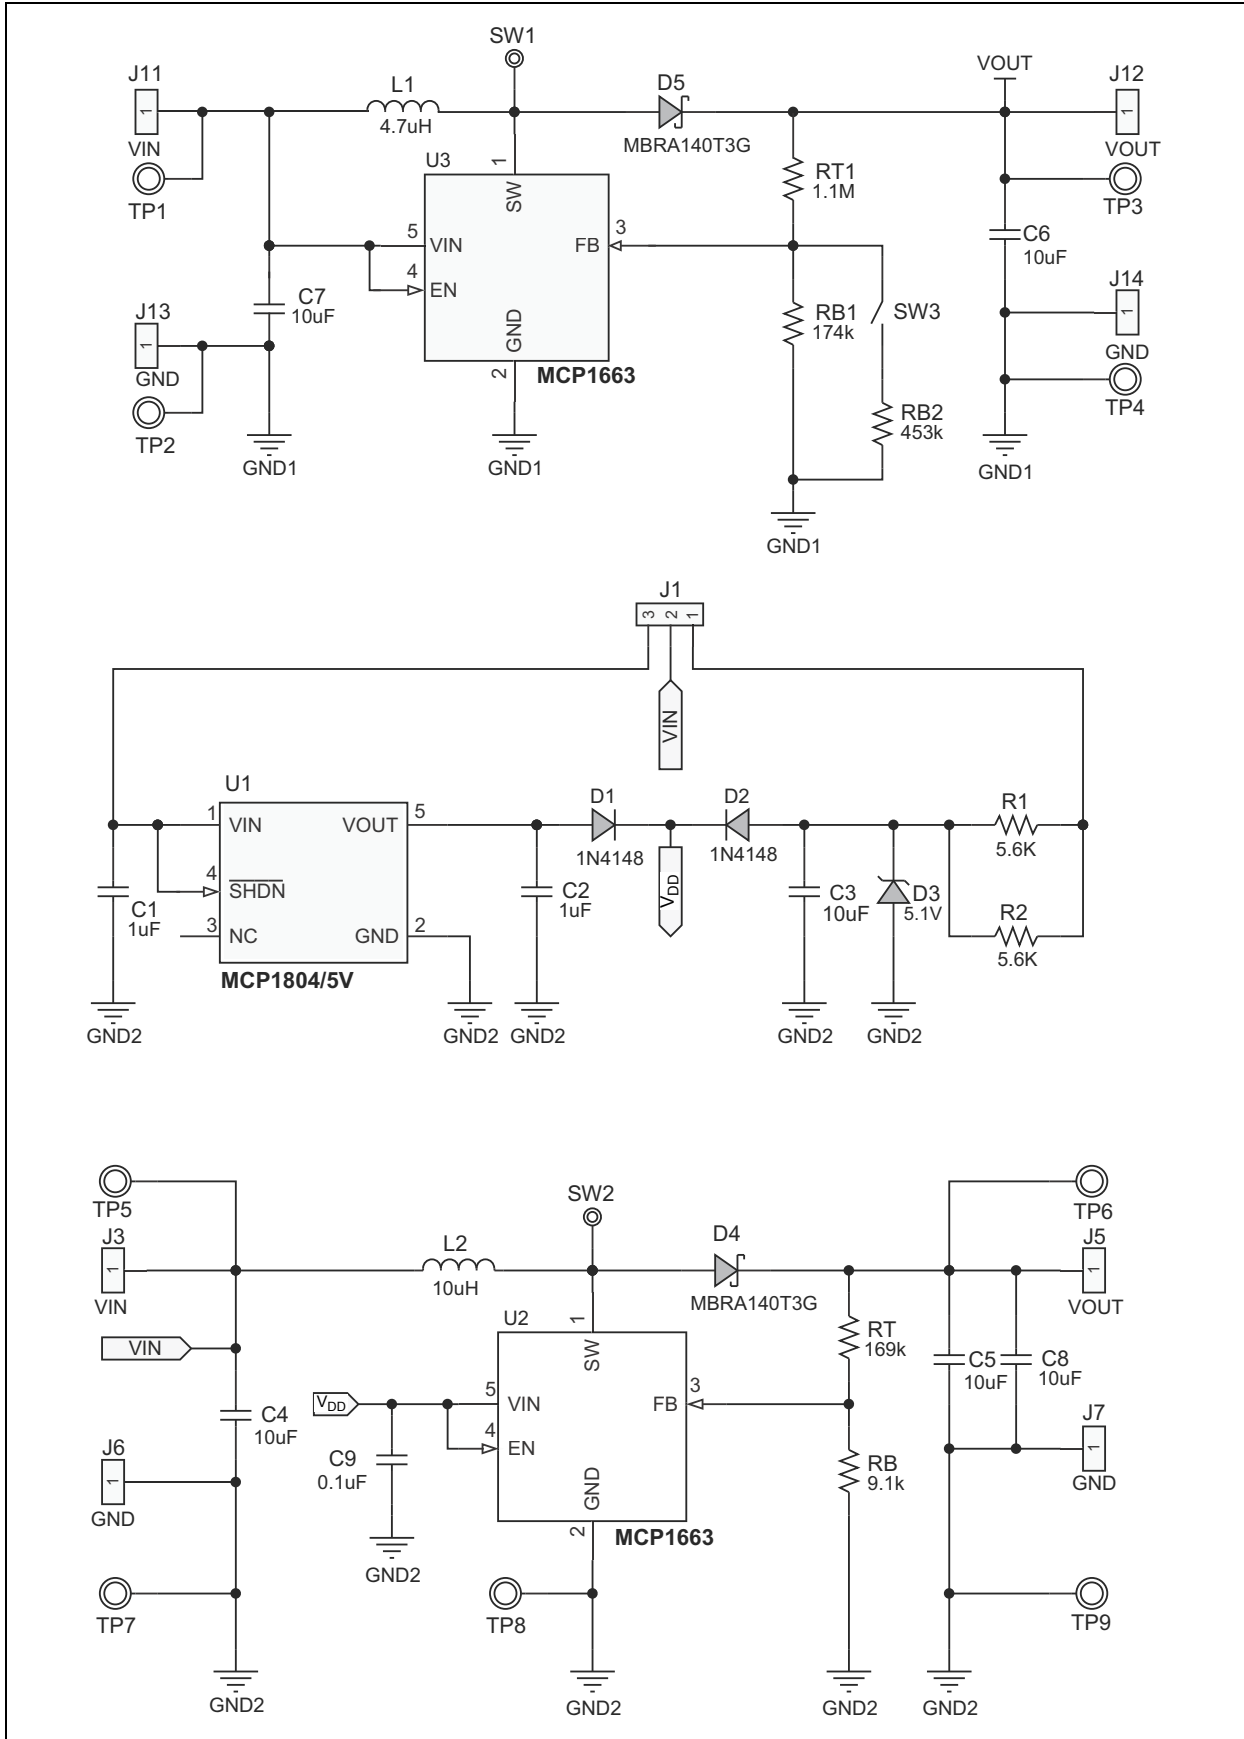 SW1
J11
1
VIN
TP1
L1
4.7uH
D5
MBRA140T3G
VOUT
J12
1
VOUT
TP3
U3
1
SW
5
VIN
4
EN
GND
2
3
FB
MCP1663
RT1
1.1M
C6
10uF
C7
10uF
J13
1
GND
TP2
GND1
GND1
RB1
174k
SW3
RB2
453k
GND1
J14
1
GND
TP4
GND1
J1
3
2
1
VIN
U1
1
VIN
VOUT
5
4
SHDN
3
NC
GND
2
MCP1804/5V
C1
1uF
GND2
GND2
C2
1uF
GND2
D1
1N4148
VDD
D2
1N4148
C3
10uF
GND2
D3
5.1V
GND2
R1
5.6K
R2
5.6K
TP5
J3
1
VIN
VIN
L2
10uH
SW2
D4
MBRA140T3G
TP6
J5
1
VOUT
U2
1
SW
5
VIN
4
EN
GND
2
3
FB
MCP1663
RT
169k
RB
9.1k
C5
10uF
C8
10uF
J7
1
GND
VDD
C9
0.1uF
GND2
C4
10uF
J6
1
GND
TP7
GND2
TP8
GND2
GND2
TP9
GND2